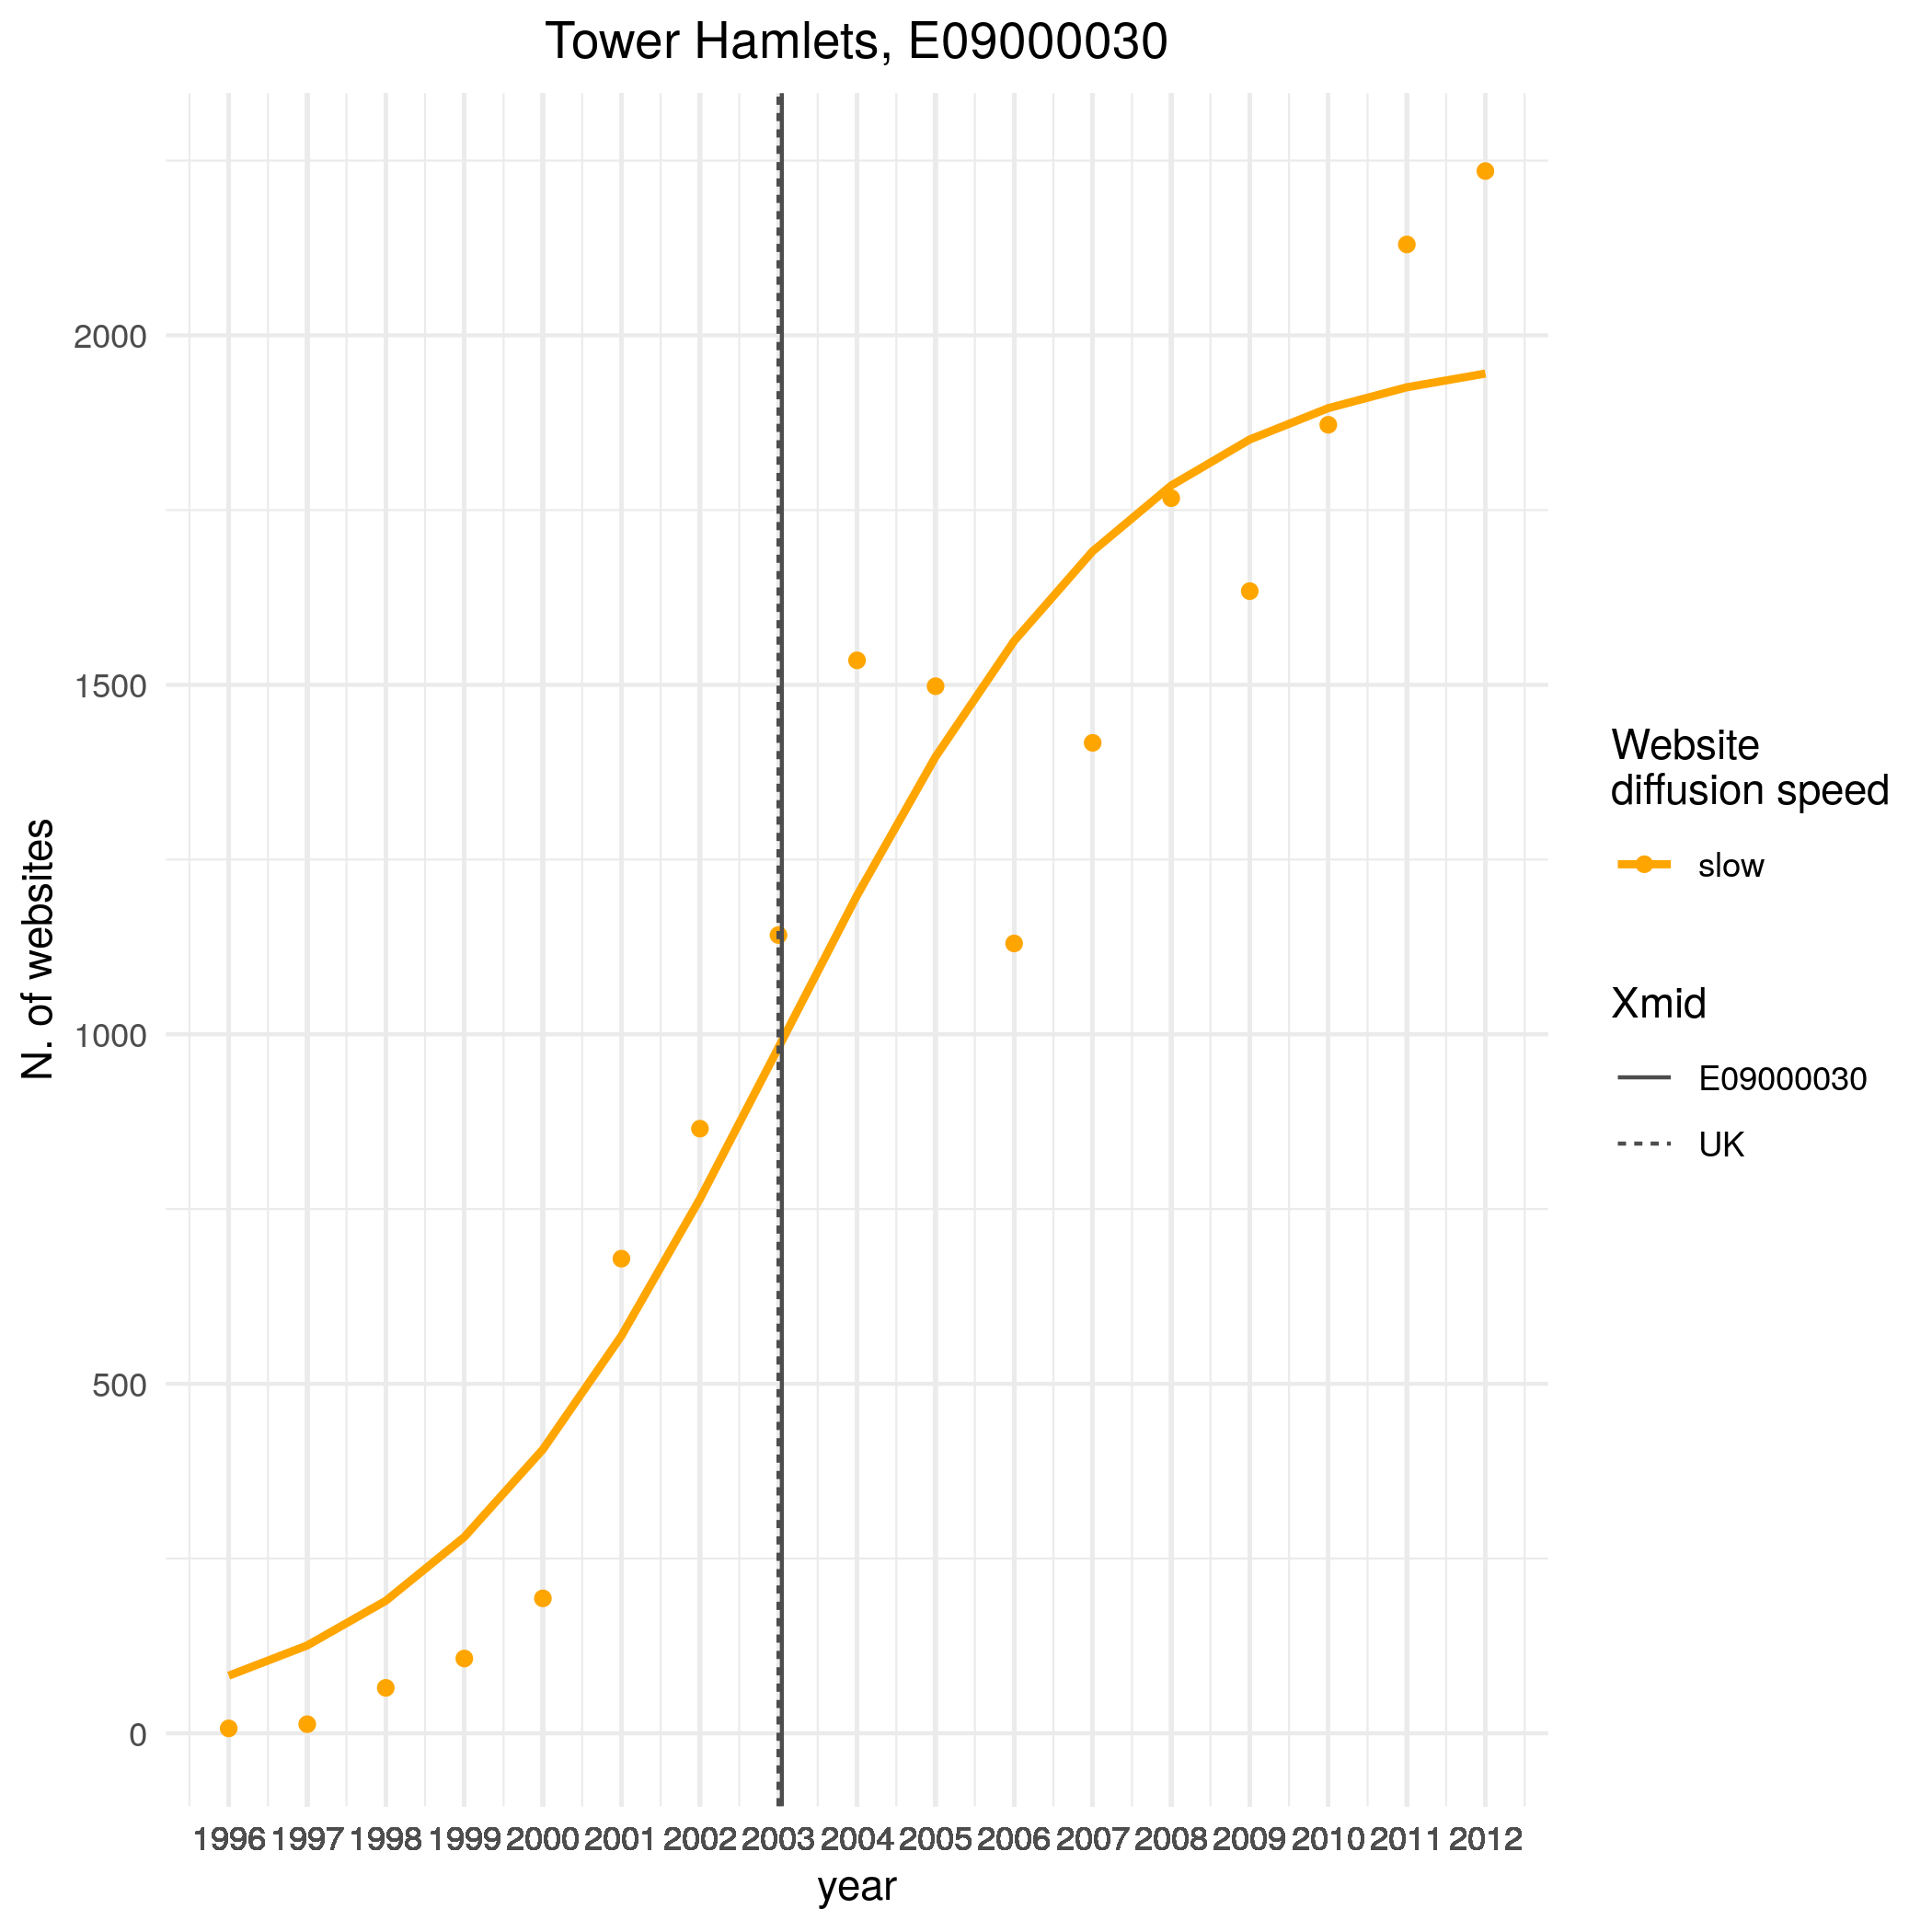 Tower Hamlets, E09000030
N. of websites
2000
1500
1000
500
0
1996 1997 1998 1999 2000 2001 2002 2003 2004 2005 2006 2007 2008 2009 2010 2011 2012
year
Website
diffusion speed
slow
Xmid
E09000030
UK